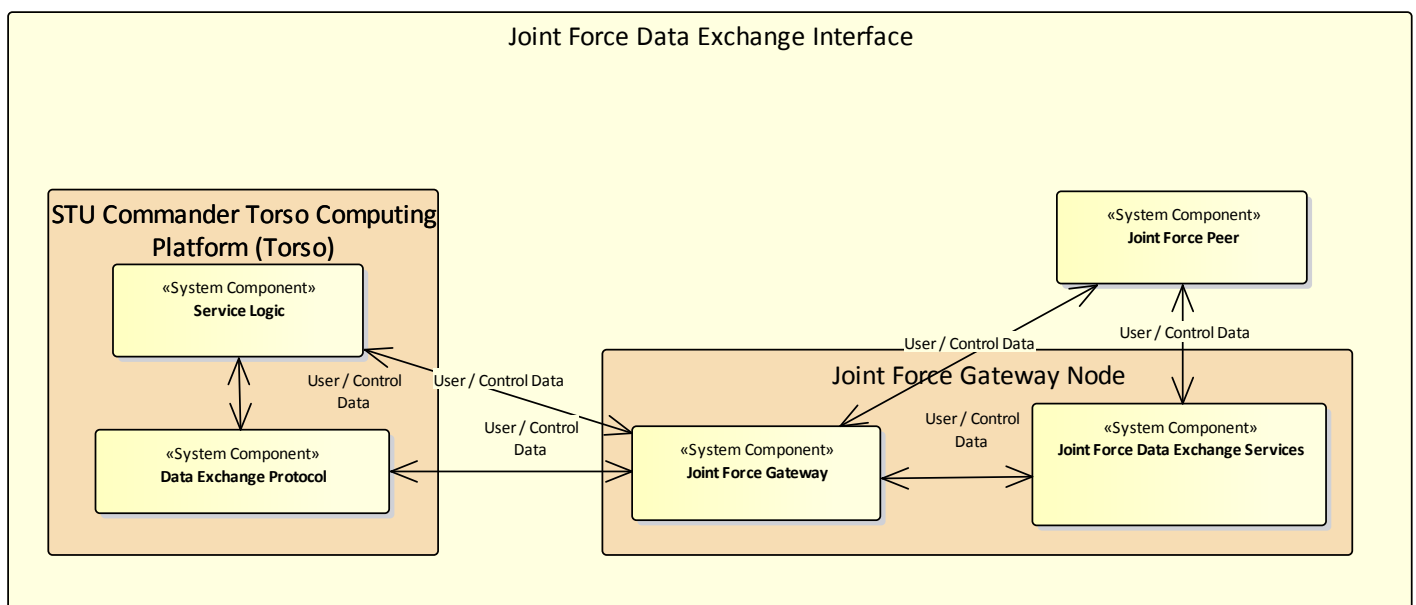 Joint Force Data Exchange Interface
STU Commander Torso Computing
Platform (Torso)
«System Component»
Service Logic
User / Control
Data
«System Component»
Data Exchange Protocol
User / Control Data
User / Control
Data
«System Component»
Joint Force Peer
User / Control Data
User / Control Data
Joint Force Gateway Node
«System Component»
Joint Force Gateway
User / Control
Data
«System Component»
Joint Force Data Exchange Services